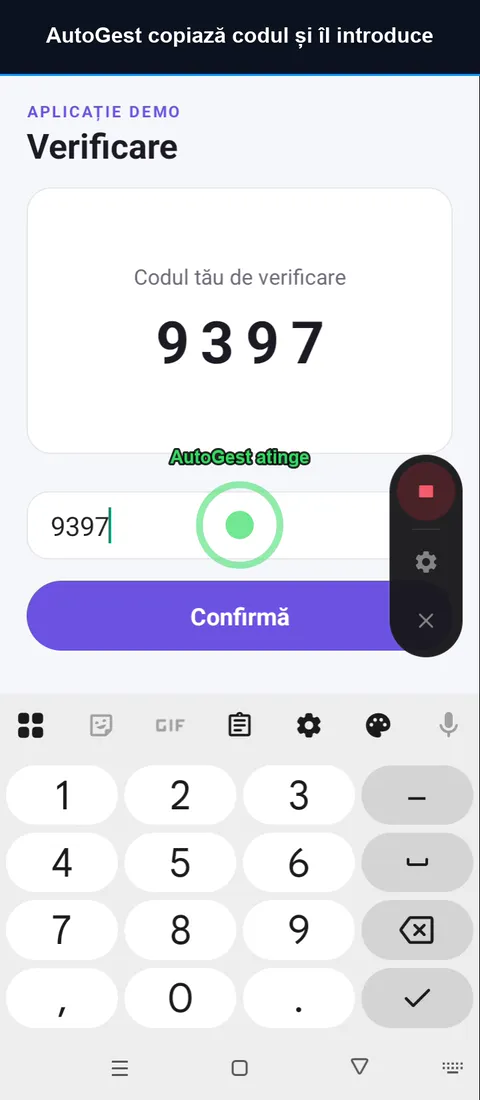 AutoGest copiază codul și îl introduce
APLICAȚIE DEMO
Verificare
Codul tău de verificare
9397
AutoGest atinge
9397
Confirmă
GIF
1 2 3 –
4 5 6
7 8 9
, 0 .